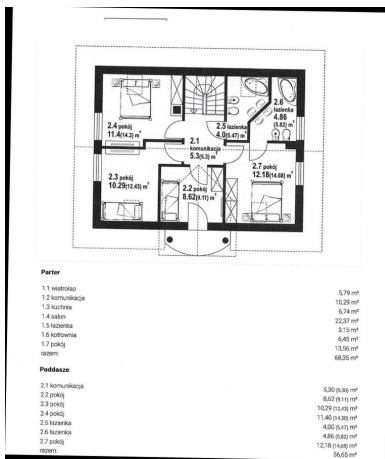 2.4 pokój
11.4(14.3) m²
2.5 łazienka
4.0(5.47) m²
2.6
łazienka
4.86
(5.82) m²
2.1
komunikacja
5.3(5.3) m²
2.3 pokój
10.29(12.43) m²
2.2 pokój
8.62(9.11) m²
2.7 pokój
12.18(14.68) m²
Parter
1.1 wiatrołap 5,79 m²
1.2 komunikacja 10,29 m²
1.3 kuchnia 6,74 m²
1.4 salon 22,37 m²
1.5 łazienka 3,15 m²
1.6 kotłownia 6,45 m²
1.7 pokój 13,56 m²
razem: 68,35 m²
Poddasze
2.1 komunikacja 5,30 (5,30) m²
2.2 pokój 8,62 (9,11) m²
2.3 pokój 10,29 (12,43) m²
2.4 pokój 11,40 (14,30) m²
2.5 łazienka 4,00 (5,47) m²
2.6 łazienka 4,86 (5,82) m²
2.7 pokój 12,18 (14,68) m²
razem: 56,65 m²